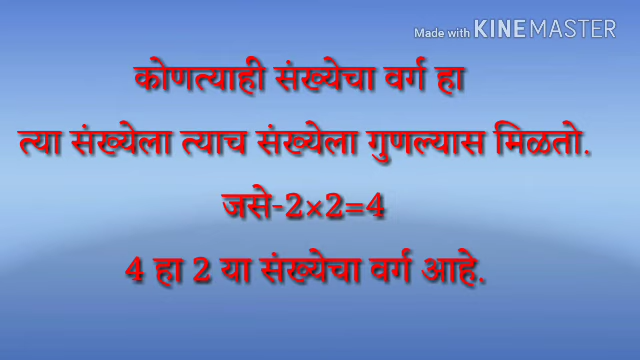 Made with KINEMASTER
कोणत्याही संख्येचा वर्ग हा
त्या संख्येला त्याच संख्येला गुणल्यास मिळतो.
जसे-2×2=4
4 हा 2 या संख्येचा वर्ग आहे.